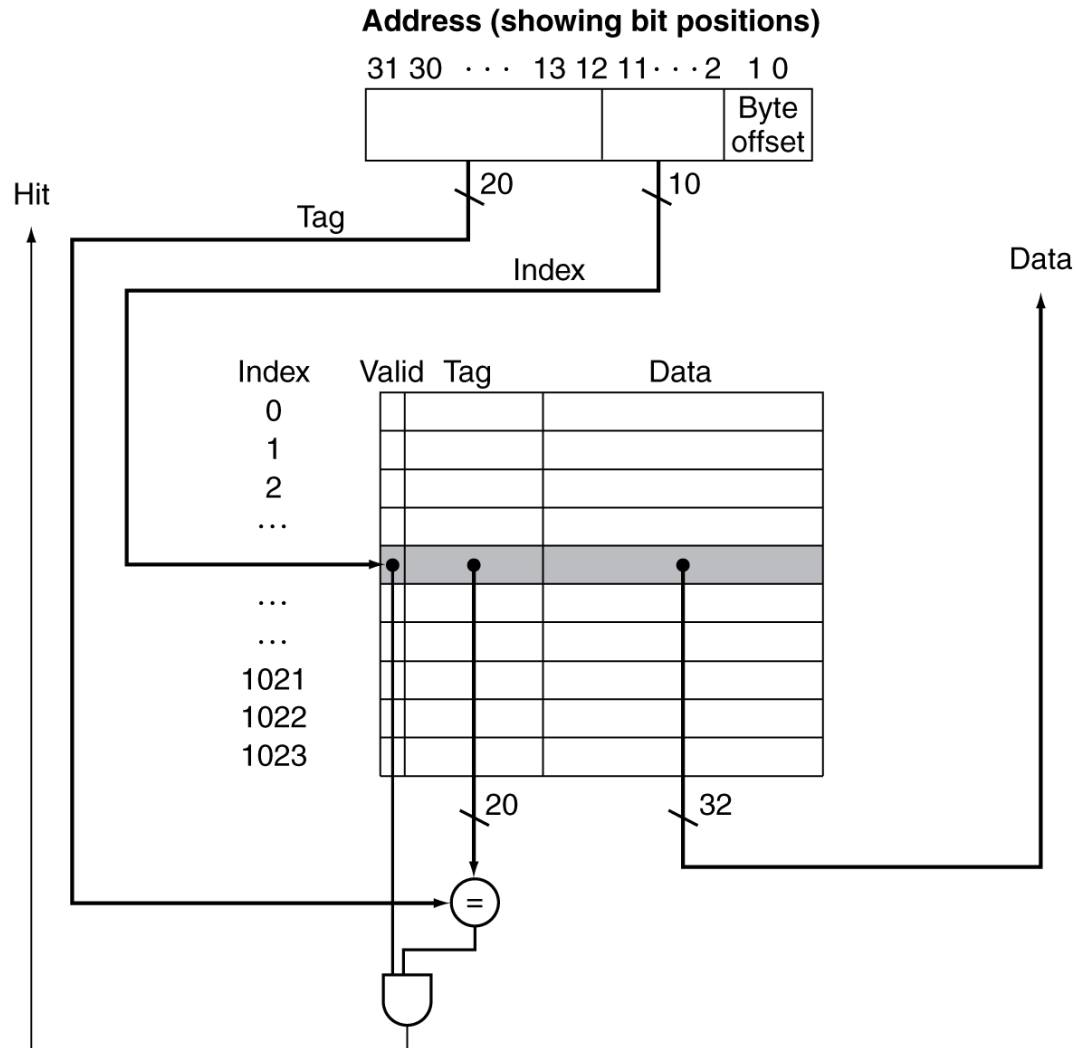 Address (showing bit positions)
31 30 · · · 13 12 11 · · · 2 1 0
Byte
offset
20 10
Hit
Tag
Index
Data
Index Valid Tag Data
0
1
2
...
...
...
1021
1022
1023
20 32
=